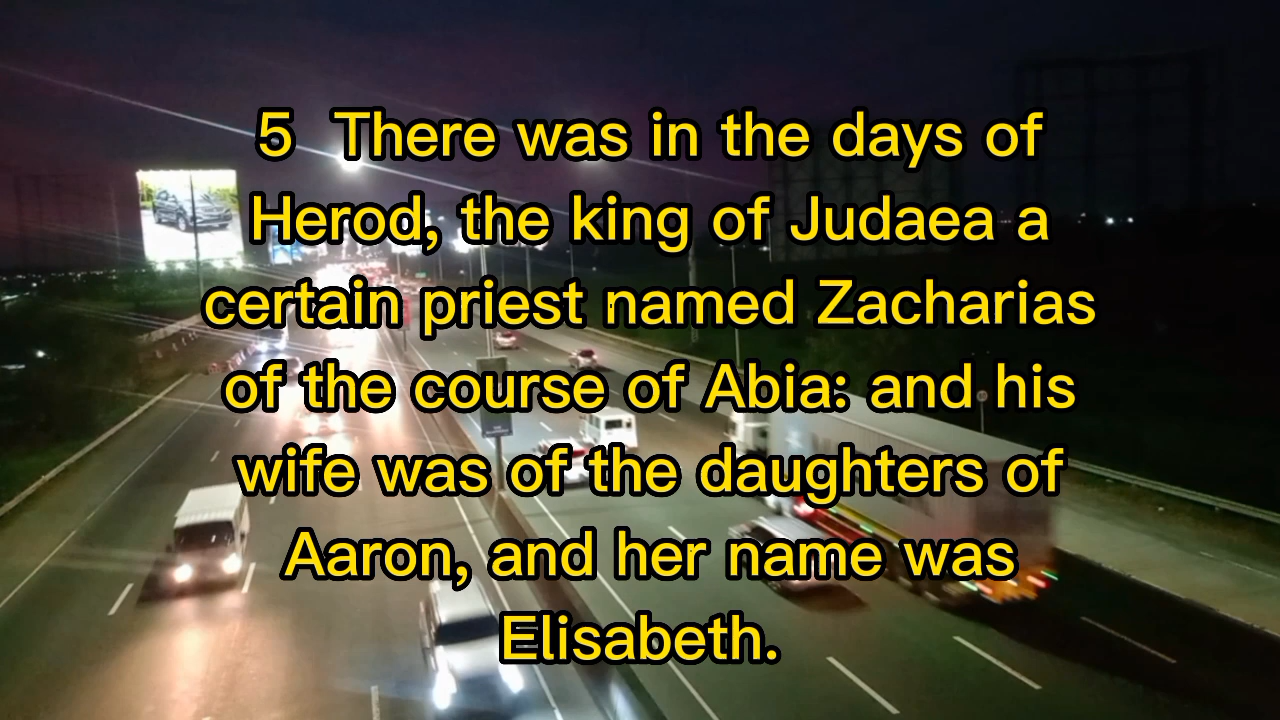 5 There was in the days of
Herod, the king of Judaea a
certain priest named Zacharias
of the course of Abia: and his
wife was of the daughters of
Aaron, and her name was
Elisabeth.